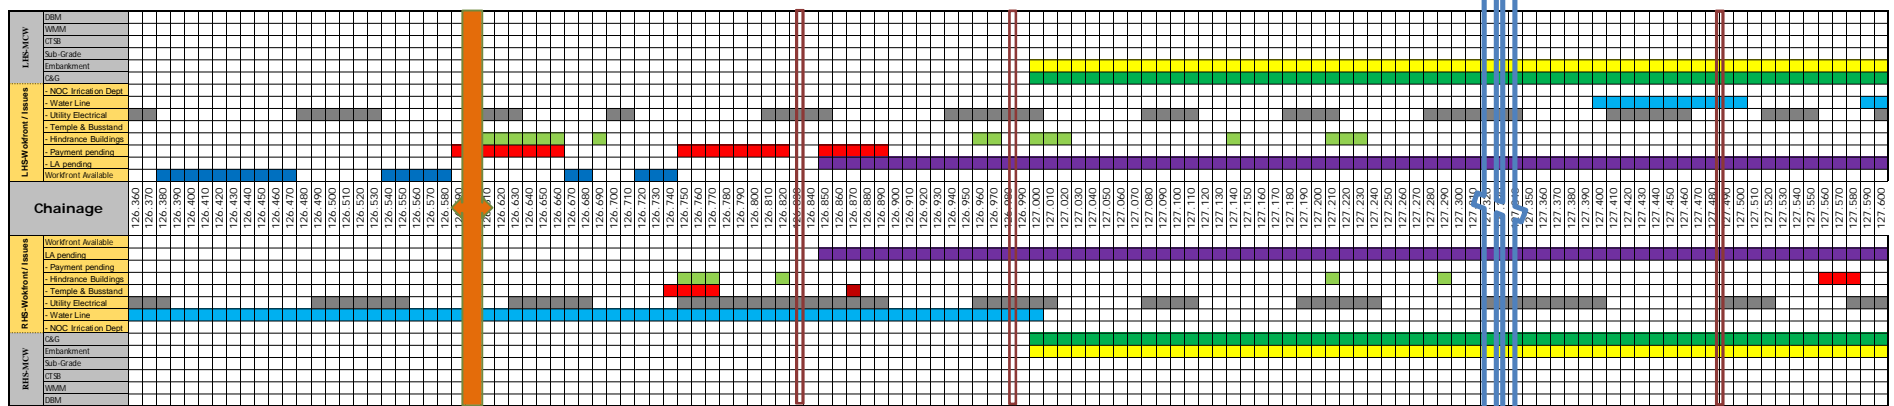 LHS-MCW
DBM
WMM
CTSB
Sub-Grade
Embankment
C&G
LHS-Wokfront / Issues
- NOC Irrication Dept
- Water Line
- Utility Electrical
- Temple & Busstand
- Hindrance Buildings
- Payment pending
- LA pending
Workfront Available
Chainage
126.360 126.370 126.380 126.390 126.400 126.410 126.420 126.430 126.440 126.450 126.460 126.470 126.480 126.490 126.500 126.510 126.520 126.530 126.540 126.550 126.560 126.570 126.580 126.620 126.630 126.640 126.650 126.660 126.670 126.680 126.690 126.700 126.710 126.720 126.730 126.740 126.750 126.760 126.770 126.780 126.790 126.800 126.810 126.820 126.840 126.850 126.860 126.870 126.880 126.890 126.900 126.910 126.920 126.930 126.940 126.950 126.960 126.970 126.990 127.000 127.010 127.020 127.030 127.040 127.050 127.060 127.070 127.080 127.090 127.100 127.110 127.120 127.130 127.140 127.150 127.160 127.170 127.180 127.190 127.200 127.210 127.220 127.230 127.240 127.250 127.260 127.270 127.280 127.290 127.300 127.350 127.360 127.370 127.380 127.390 127.400 127.410 127.420 127.430 127.440 127.450 127.460 127.470 127.480 127.490 127.500 127.510 127.520 127.530 127.540 127.550 127.560 127.570 127.580 127.590 127.600
RHS-Wokfront / Issues
Workfront Available
LA pending
- Payment pending
- Hindrance Buildings
- Temple & Busstand
- Utility Electrical
- Water Line
- NOC Irrication Dept
RHS-MCW
C&G
Embankment
Sub-Grade
CTSB
WMM
DBM